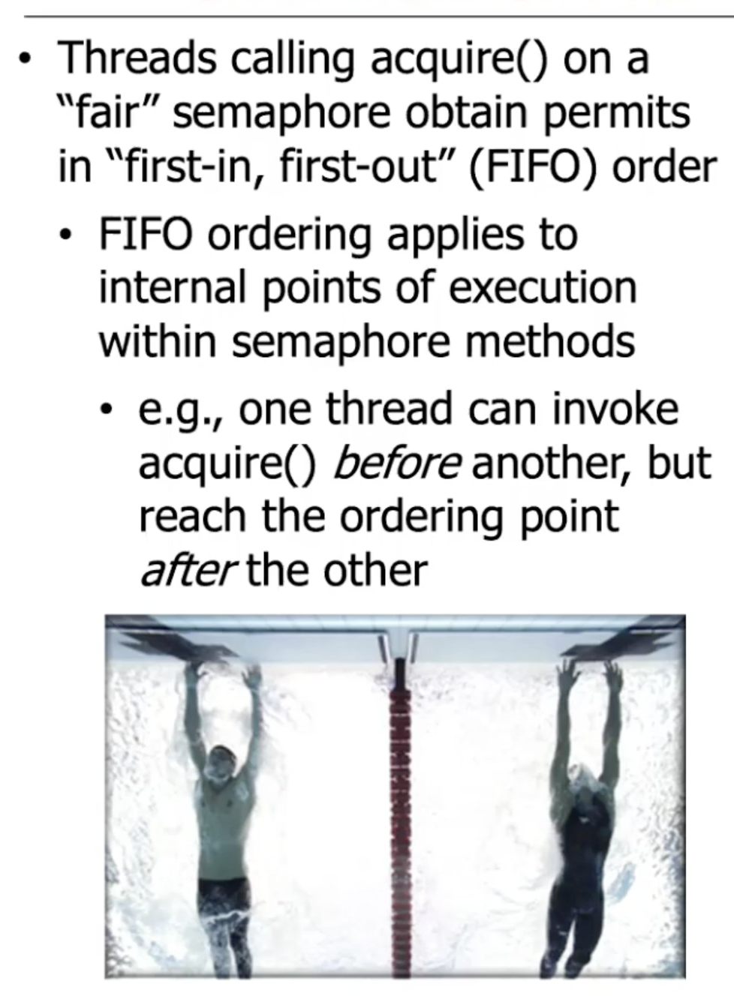 • Threads calling acquire() on a
“fair” semaphore obtain permits
in “first-in, first-out” (FIFO) order
• FIFO ordering applies to
internal points of execution
within semaphore methods
• e.g., one thread can invoke
acquire() before another, but
reach the ordering point
after the other